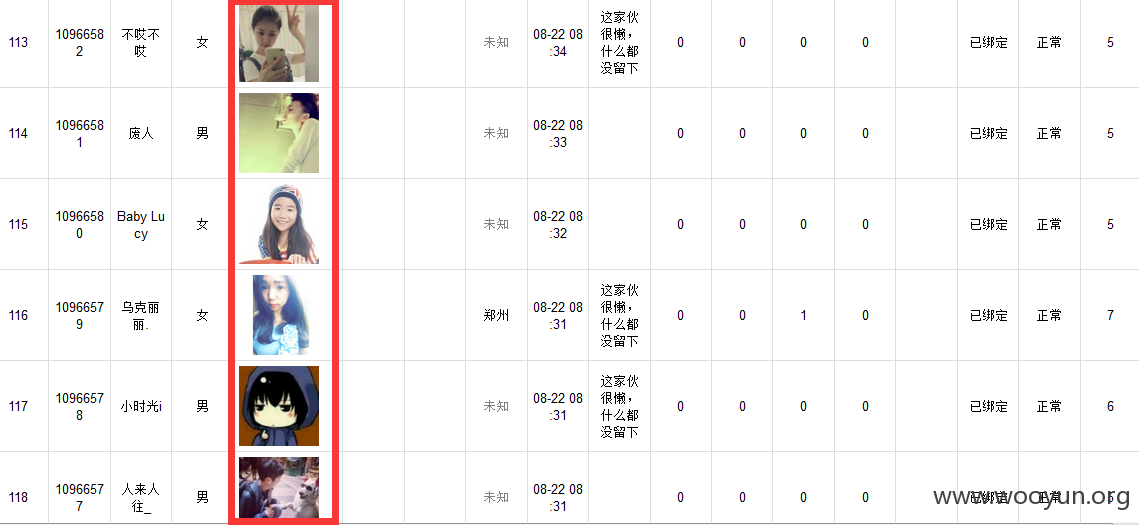 113 10966582 不哎不哎 女 未知 08-22 08:34 这家伙很懒,什么都没留下 0 0 0 0 已绑定 正常 5
114 10966581 废人 男 未知 08-22 08:33 0 0 0 0 已绑定 正常 5
115 10966580 Baby Lucy 女 未知 08-22 08:32 0 0 0 0 已绑定 正常 5
116 10966579 乌克丽丽. 女 郑州 08-22 08:31 这家伙很懒,什么都没留下 0 0 1 0 已绑定 正常 7
117 10966578 小时光i 男 未知 08-22 08:31 这家伙很懒,什么都没留下 0 0 0 0 已绑定 正常 6
118 10966577 人来人往_ 男 未知 08-22 08:31 0 0 0 0 已绑定 正常
www.wooyun.org